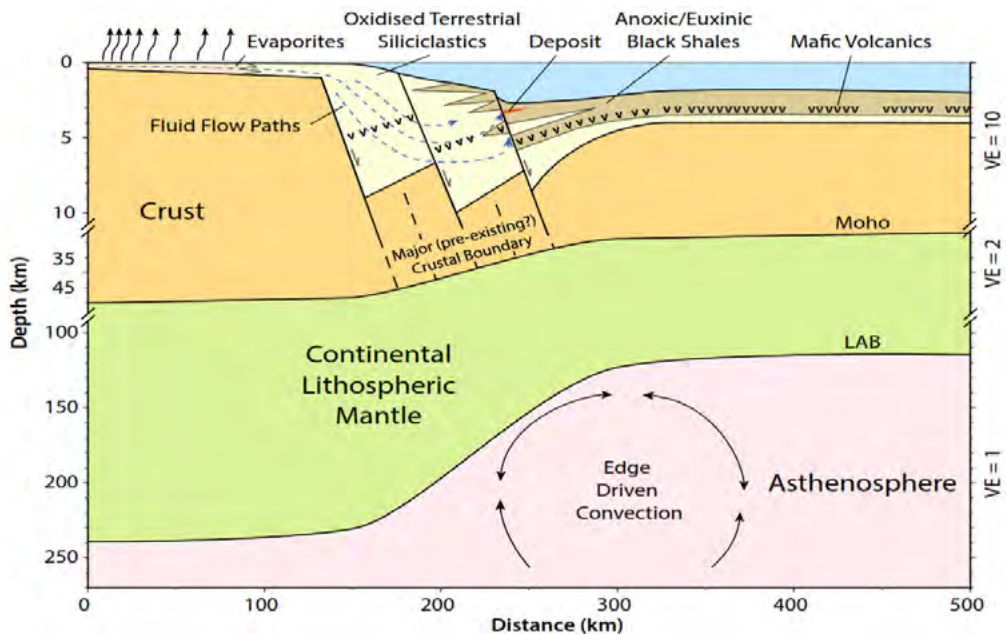 Oxidised Terrestrial
Siliciclastics
Anoxic/Euxinic
Black Shales
Evaporites
Deposit
Mafic Volcanics
Fluid Flow Paths
Crust
Major (pre-existing?)
Crustal Boundary
Moho
Continental
Lithospheric
Mantle
LAB
Edge
Driven
Convection
Asthenosphere
Depth (km)
0
5
10
35
45
100
150
200
250
VE = 10
VE = 2
VE = 1
0
100
200
300
400
500
Distance (km)
v v v v v
v v v v
v v v v v v v v v
v v
v v v v v v v v v v v
v v v v v
v v v v v v
v v